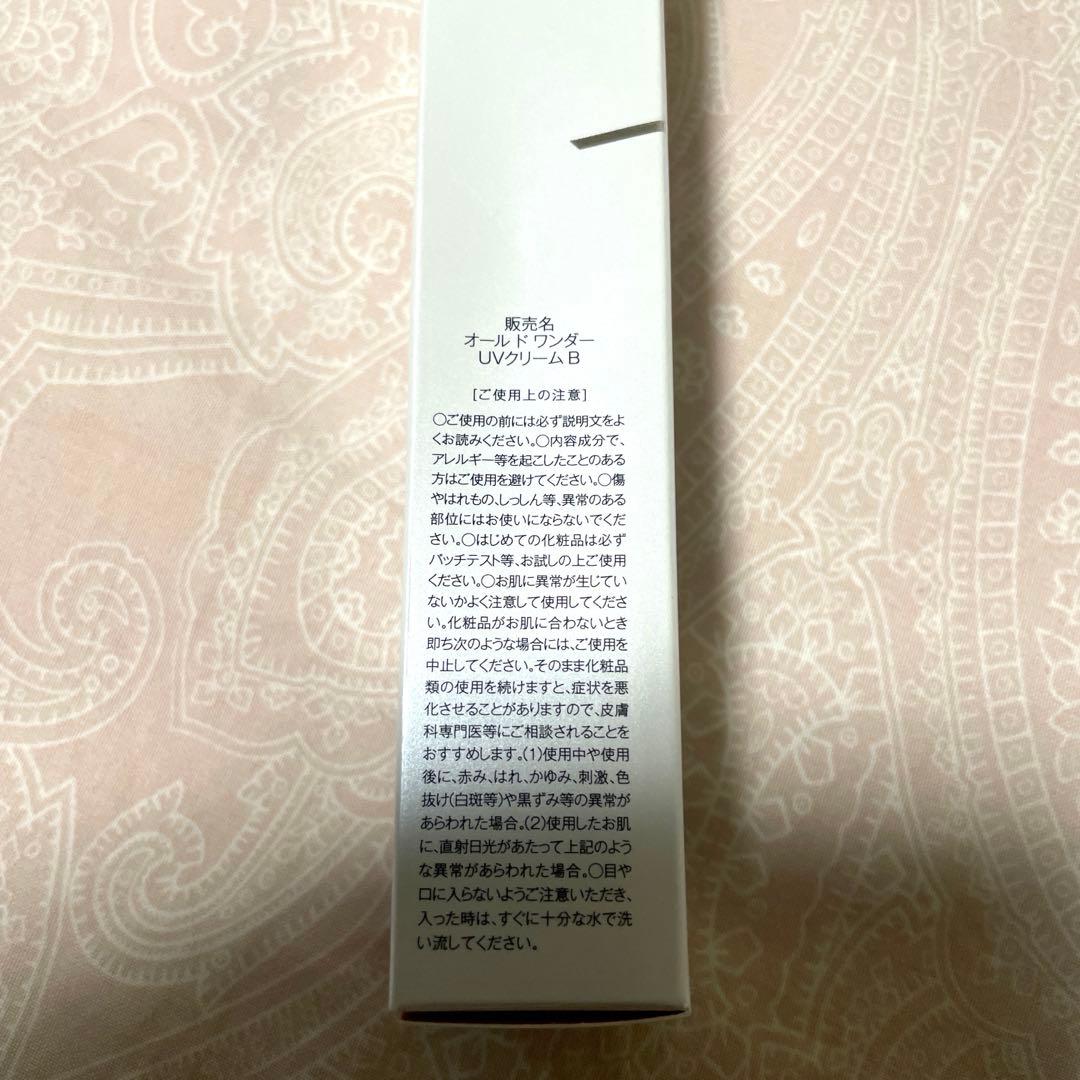 販売名
オールド ワンダー
UVクリーム B
[ご使用上の注意]
○ご使用の前には必ず説明文をよ
くお読みください。○内容成分で、
アレルギー等を起こしたことのある
方はご使用を避けてください。○傷
やはれもの、しっしん等、異常のある
部位にはお使いにならないでくだ
さい。○はじめての化粧品は必ず
パッチテスト等、お試しの上ご使用
ください。○お肌に異常が生じてい
ないかよく注意して使用してくださ
い。化粧品がお肌に合わないとき
即ち次のような場合には、ご使用を
中止してください。そのまま化粧品
類の使用を続けますと、症状を悪
化させることがありますので、皮膚
科専門医等にご相談されることを
おすすめします。(1)使用中や使用
後に、赤み、はれ、かゆみ、刺激、色
抜け(白斑等)や黒ずみ等の異常が
あらわれた場合。(2)使用したお肌
に、直射日光があたって上記のよう
な異常があらわれた場合。○目や
口に入らないようご注意いただき、
入った時は、すぐに十分な水で洗
い流してください。